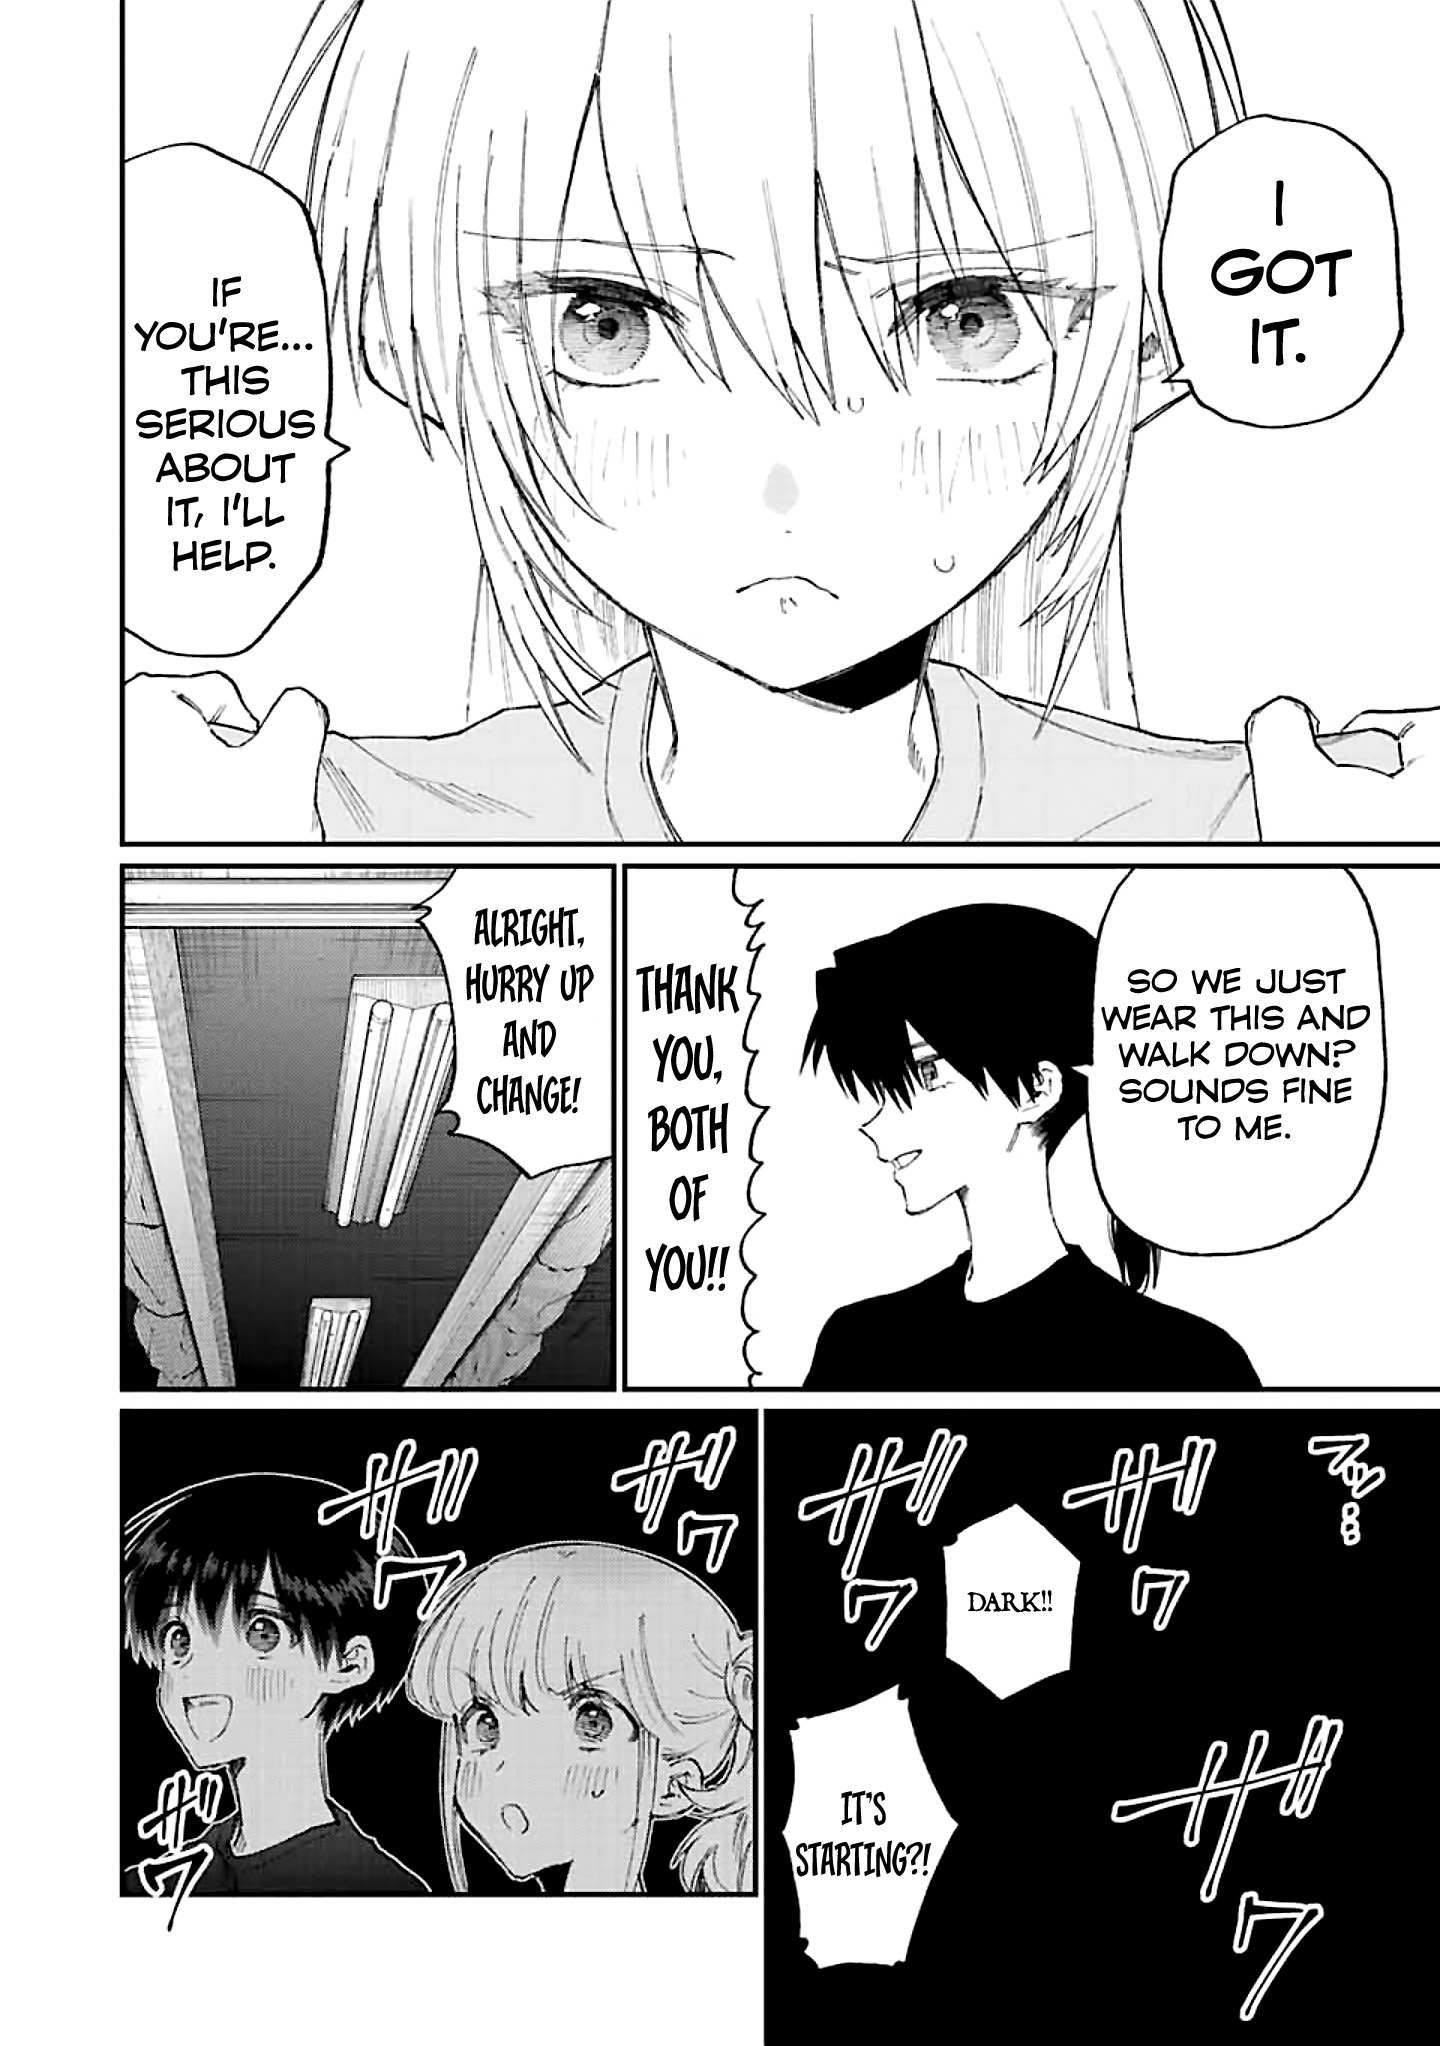 I
GOT
IT.
IF
YOU'RE...
THIS
SERIOUS
ABOUT
IT, I'LL
HELP.
SO WE JUST
WEAR THIS AND
WALK DOWN?
SOUNDS FINE
TO ME.
THANK
YOU,
BOTH
OF
YOU!!
ALRIGHT,
HURRY UP
AND
CHANGE!
フッ…
ザワ
ザワ
DARK!!
IT'S
STARTING?!
ザワ
ザワ
ザワ
ザワ